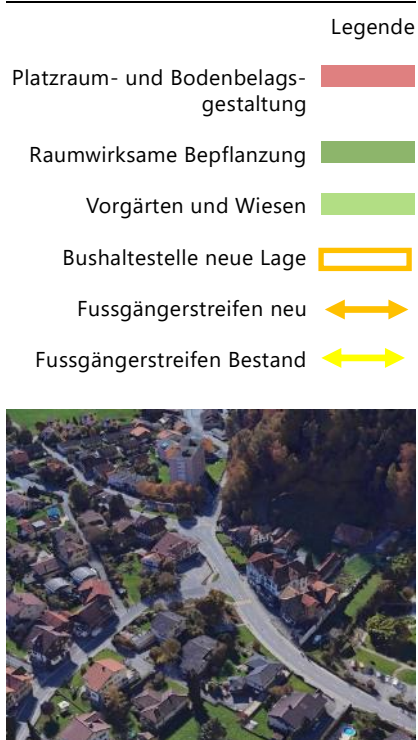 Legende
Platzraum- und Bodenbelags-
gestaltung
Raumwirksame Bepflanzung
Vorgärten und Wiesen
Bushaltestelle neue Lage
Fussgängerstreifen neu
Fussgängerstreifen Bestand